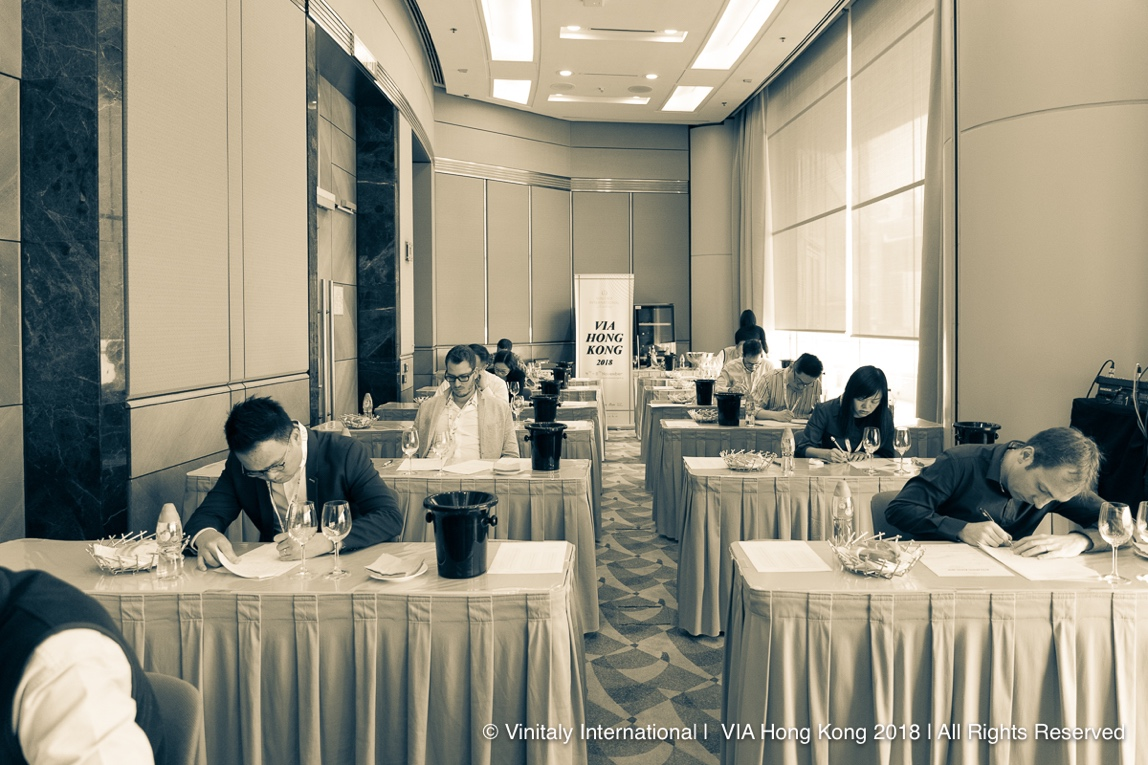 VIA
HONG
KONG
2018
© Vinitaly International | VIA Hong Kong 2018 | All Rights Reserved